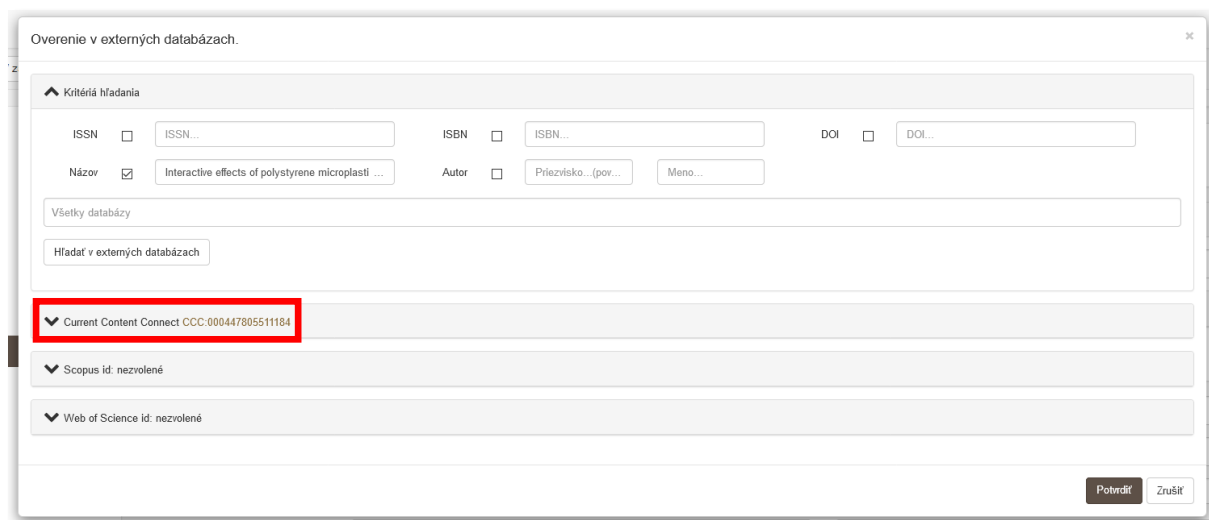 Overenie v externých databázach.
×
z
Kritériá hľadania
ISSN ISSN... ISBN ISBN... DOI DOI...
Názov Interactive effects of polystyrene microplasti ... Autor Priezvisko...(pov... Meno...
Všetky databázy
Hľadať v externých databázach
Current Content Connect CCC:000447805511184
Scopus id: nezvolené
Web of Science id: nezvolené
Potvrdiť Zrušiť